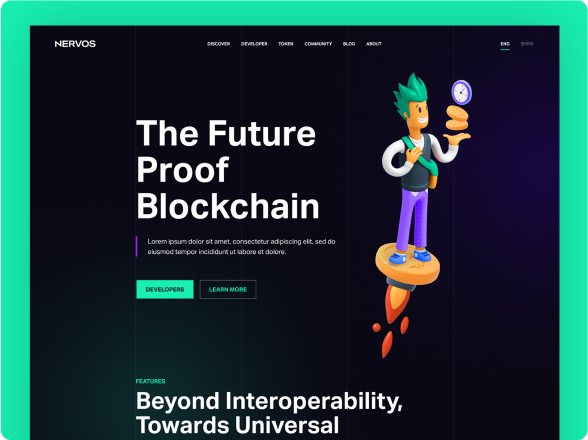 NERVOS
DISCOVER DEVELOPER TOKEN COMMUNITY BLOG ABOUT
ENG 한국어
The Future
Proof
Blockchain
Lorem ipsum dolor sit amet, consectetur adipiscing elit, sed do
eiusmod tempor incididunt ut labore et dolore.
DEVELOPERS LEARN MORE
FEATURES
Beyond Interoperability,
Towards Universal